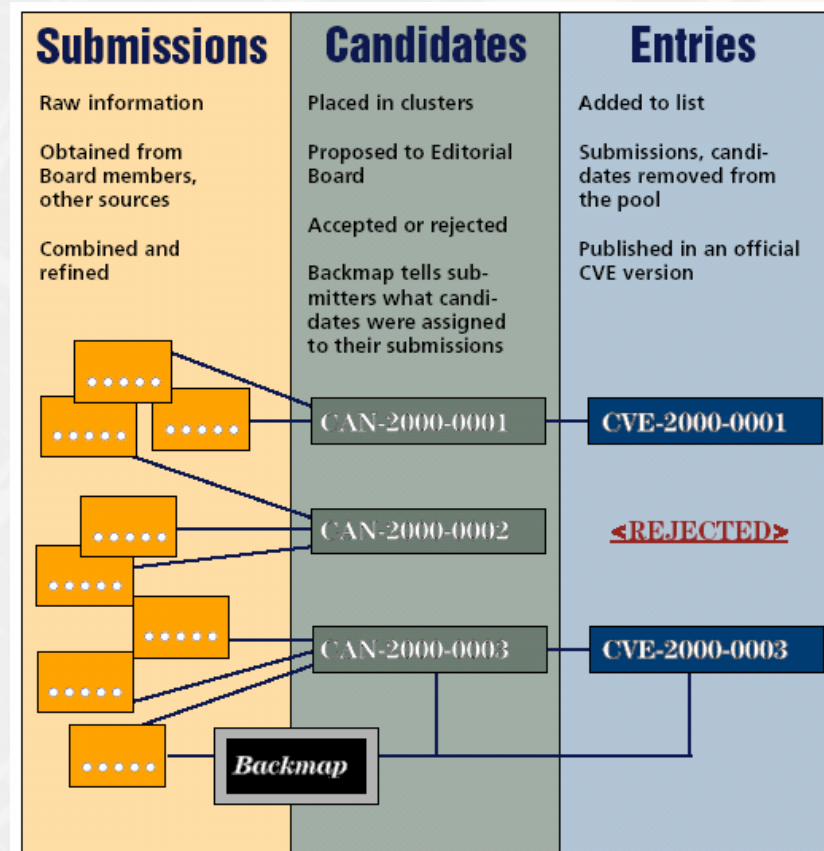 Submissions
Raw information
Obtained from
Board members,
other sources
Combined and
refined
Candidates
Placed in clusters
Proposed to Editorial
Board
Accepted or rejected
Backmap tells sub-
mitters what candi-
dates were assigned
to their submissions
Entries
Added to list
Submissions, candi-
dates removed from
the pool
Published in an official
CVE version
CAN-2000-0001
CVE-2000-0001
CAN-2000-0002
<REJECTED>
CAN-2000-0003
CVE-2000-0003
Backmap